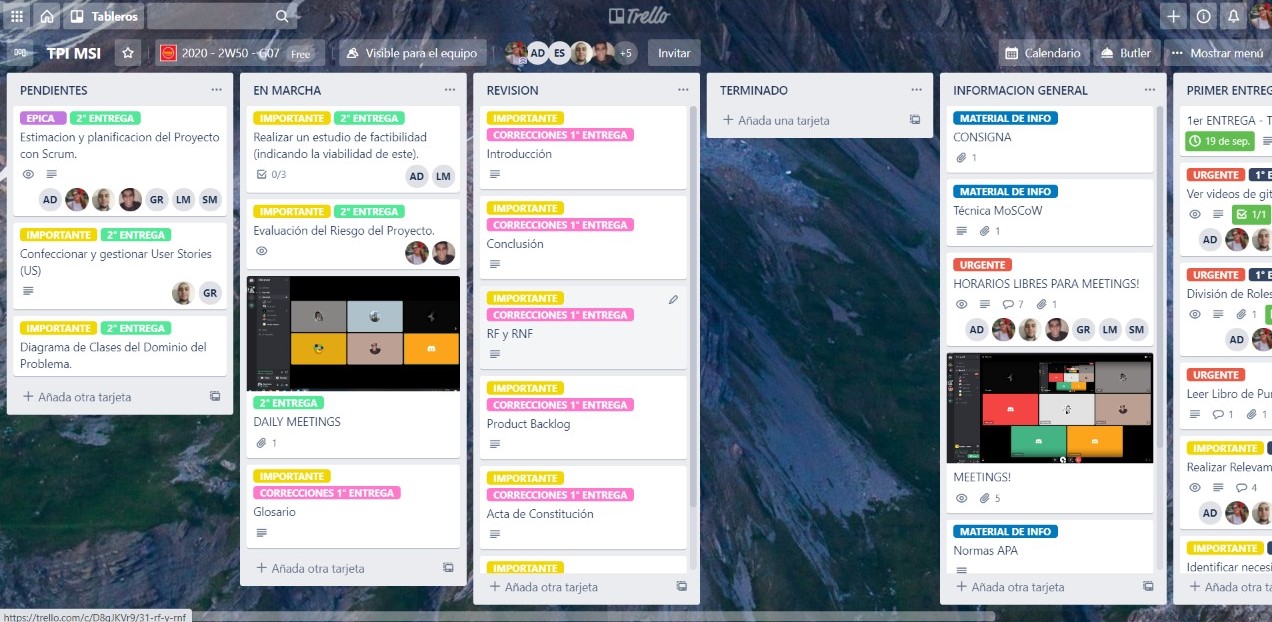 Tableros
Trello
TPI MSI
2020 - 2W50 - G07 Free
Visible para el equipo
AD ES +5
Invitar
Calendario
Butler
Mostrar menú
PENDIENTES
EPICA 2° ENTREGA
Estimacion y planificacion del Proyecto
con Scrum.
AD GR LM SM
IMPORTANTE 2° ENTREGA
Confeccionar y gestionar User Stories
(US)
GR
IMPORTANTE 2° ENTREGA
Diagrama de Clases del Dominio del
Problema.
+ Añada otra tarjeta
EN MARCHA
IMPORTANTE 2° ENTREGA
Realizar un estudio de factibilidad
(indicando la viabilidad de este).
0/3
AD LM
IMPORTANTE 2° ENTREGA
Evaluación del Riesgo del Proyecto.
2° ENTREGA
DAILY MEETINGS
1
IMPORTANTE
CORRECCIONES 1° ENTREGA
Glosario
+ Añada otra tarjeta
REVISION
IMPORTANTE
CORRECCIONES 1° ENTREGA
Introducción
IMPORTANTE
CORRECCIONES 1° ENTREGA
Conclusión
IMPORTANTE
CORRECCIONES 1° ENTREGA
RF y RNF
IMPORTANTE
CORRECCIONES 1° ENTREGA
Product Backlog
IMPORTANTE
CORRECCIONES 1° ENTREGA
Acta de Constitución
IMPORTANTE
+ Añada otra tarjeta
TERMINADO
+ Añada una tarjeta
INFORMACION GENERAL
MATERIAL DE INFO
CONSIGNA
1
MATERIAL DE INFO
Técnica MoSCoW
1
URGENTE
HORARIOS LIBRES PARA MEETINGS!
7 1
AD GR LM SM
MEETINGS!
5
MATERIAL DE INFO
Normas APA
+ Añada otra tarjeta
PRIMER ENTREG
1er ENTREGA - T
19 de sep.
URGENTE 1° E
Ver videos de git
1/1
AD
URGENTE 1° E
División de Roles
1
AD
URGENTE
Leer Libro de Pu
1 1
IMPORTANTE
Realizar Relevam
4
AD
IMPORTANTE
Identificar neces
+ Añada otra ta
https://trello.com/c/D8qJKVr9/31-rf-y-rnf